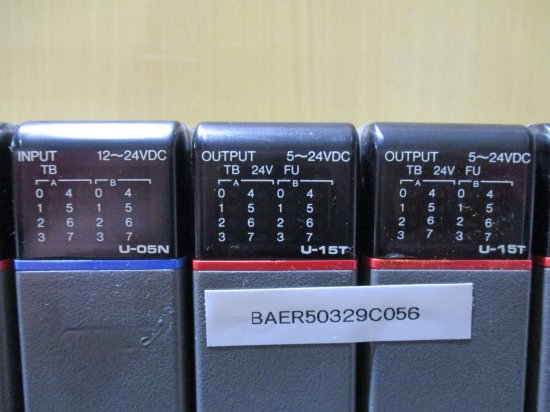 INPUT 12~24VDC
TB
A B
0 4 0 4
1 5 1 5
2 6 2 6
3 7 3 7
U-05N
OUTPUT 5~24VDC
TB 24V FU
A B
0 4 0 4
1 5 1 5
2 6 2 6
3 7 3 7
U-15T
OUTPUT 5~24VDC
TB 24V FU
A B
0 4 0 4
1 5 1 5
2 6 2 6
3 7 3 7
U-15T
BAER50329C056